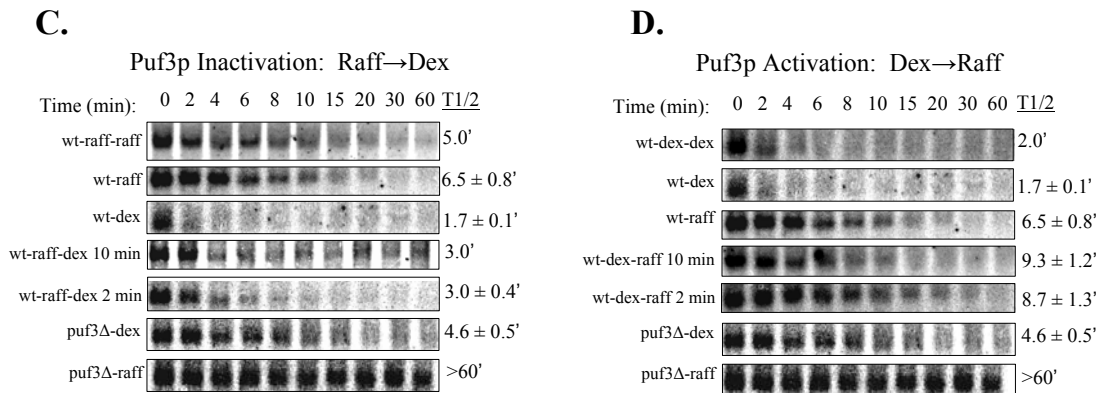 C.
Puf3p Inactivation: Raff→Dex
Time (min): 0 2 4 6 8 10 15 20 30 60 T1/2
wt-raff-raff 5.0'
wt-raff 6.5 ± 0.8'
wt-dex 1.7 ± 0.1'
wt-raff-dex 10 min 3.0'
wt-raff-dex 2 min 3.0 ± 0.4'
puf3Δ-dex 4.6 ± 0.5'
puf3Δ-raff >60'
D.
Puf3p Activation: Dex→Raff
Time (min): 0 2 4 6 8 10 15 20 30 60 T1/2
wt-dex-dex 2.0'
wt-dex 1.7 ± 0.1'
wt-raff 6.5 ± 0.8'
wt-dex-raff 10 min 9.3 ± 1.2'
wt-dex-raff 2 min 8.7 ± 1.3'
puf3Δ-dex 4.6 ± 0.5'
puf3Δ-raff >60'